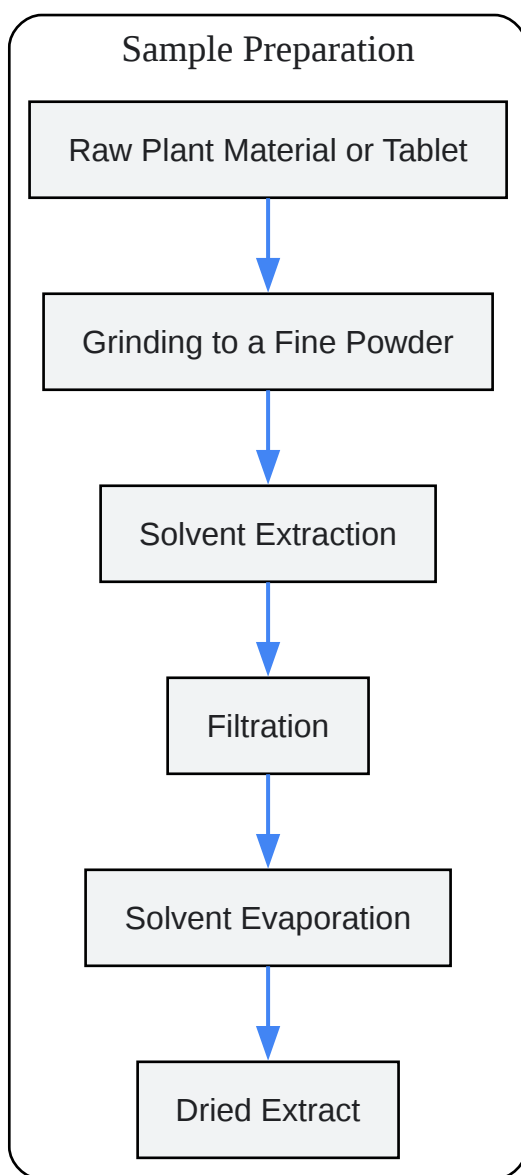 Sample Preparation
Raw Plant Material or Tablet
Grinding to a Fine Powder
Solvent Extraction
Filtration
Solvent Evaporation
Dried Extract